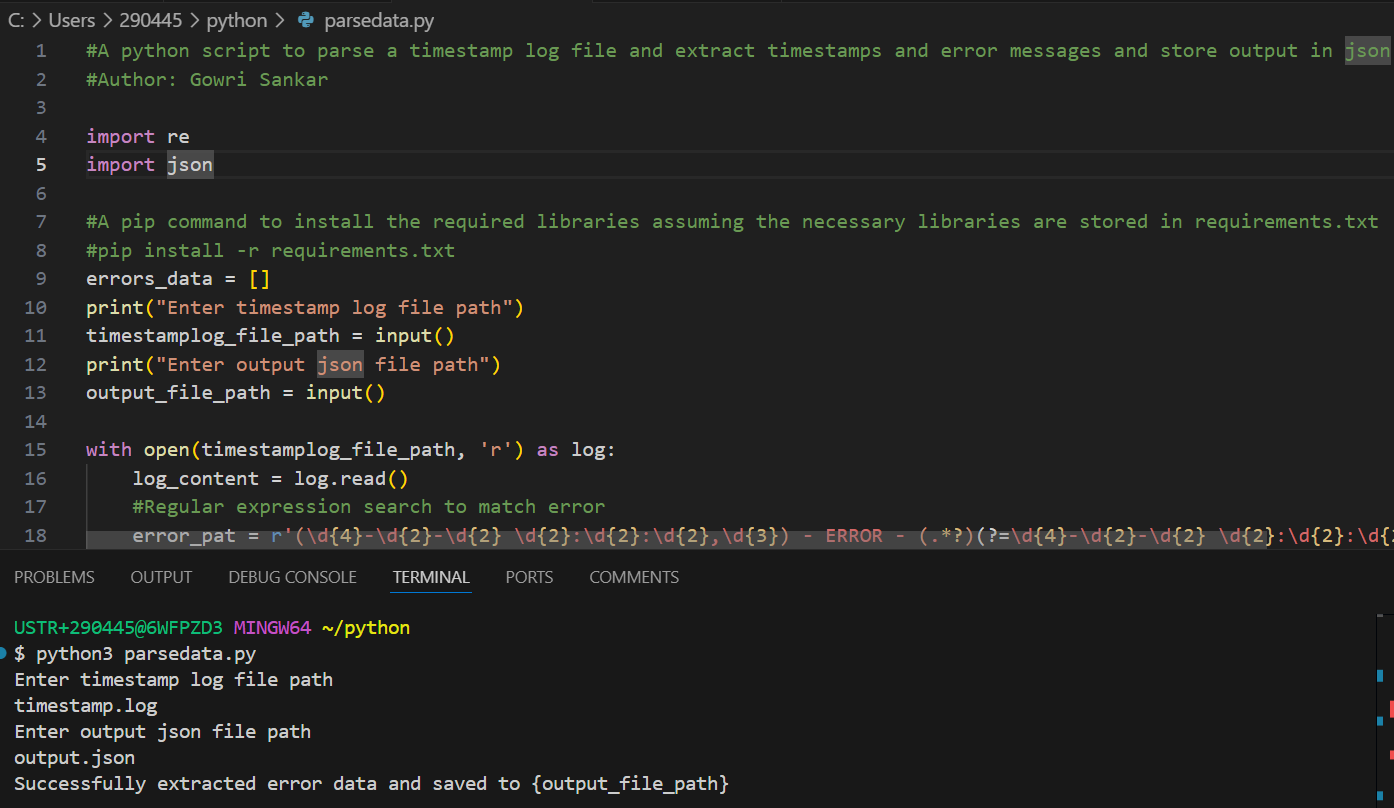 C: > Users > 290445 > python > parsedata.py
1 #A python script to parse a timestamp log file and extract timestamps and error messages and store output in json
2 #Author: Gowri Sankar
3
4 import re
5 import json
6
7 #A pip command to install the required libraries assuming the necessary libraries are stored in requirements.txt
8 #pip install -r requirements.txt
9 errors_data = []
10 print("Enter timestamp log file path")
11 timestamplog_file_path = input()
12 print("Enter output json file path")
13 output_file_path = input()
14
15 with open(timestamplog_file_path, 'r') as log:
16 log_content = log.read()
17 #Regular expression search to match error
18 error_pat = r'(\d{4}-\d{2}-\d{2} \d{2}:\d{2}:\d{2},\d{3}) - ERROR - (.*?)(?=\d{4}-\d{2}-\d{2} \d{2}:\d{2}:\d{2
PROBLEMS OUTPUT DEBUG CONSOLE TERMINAL PORTS COMMENTS
USTR+290445@6WFPZD3 MINGW64 ~/python
$ python3 parsedata.py
Enter timestamp log file path
timestamp.log
Enter output json file path
output.json
Successfully extracted error data and saved to {output_file_path}